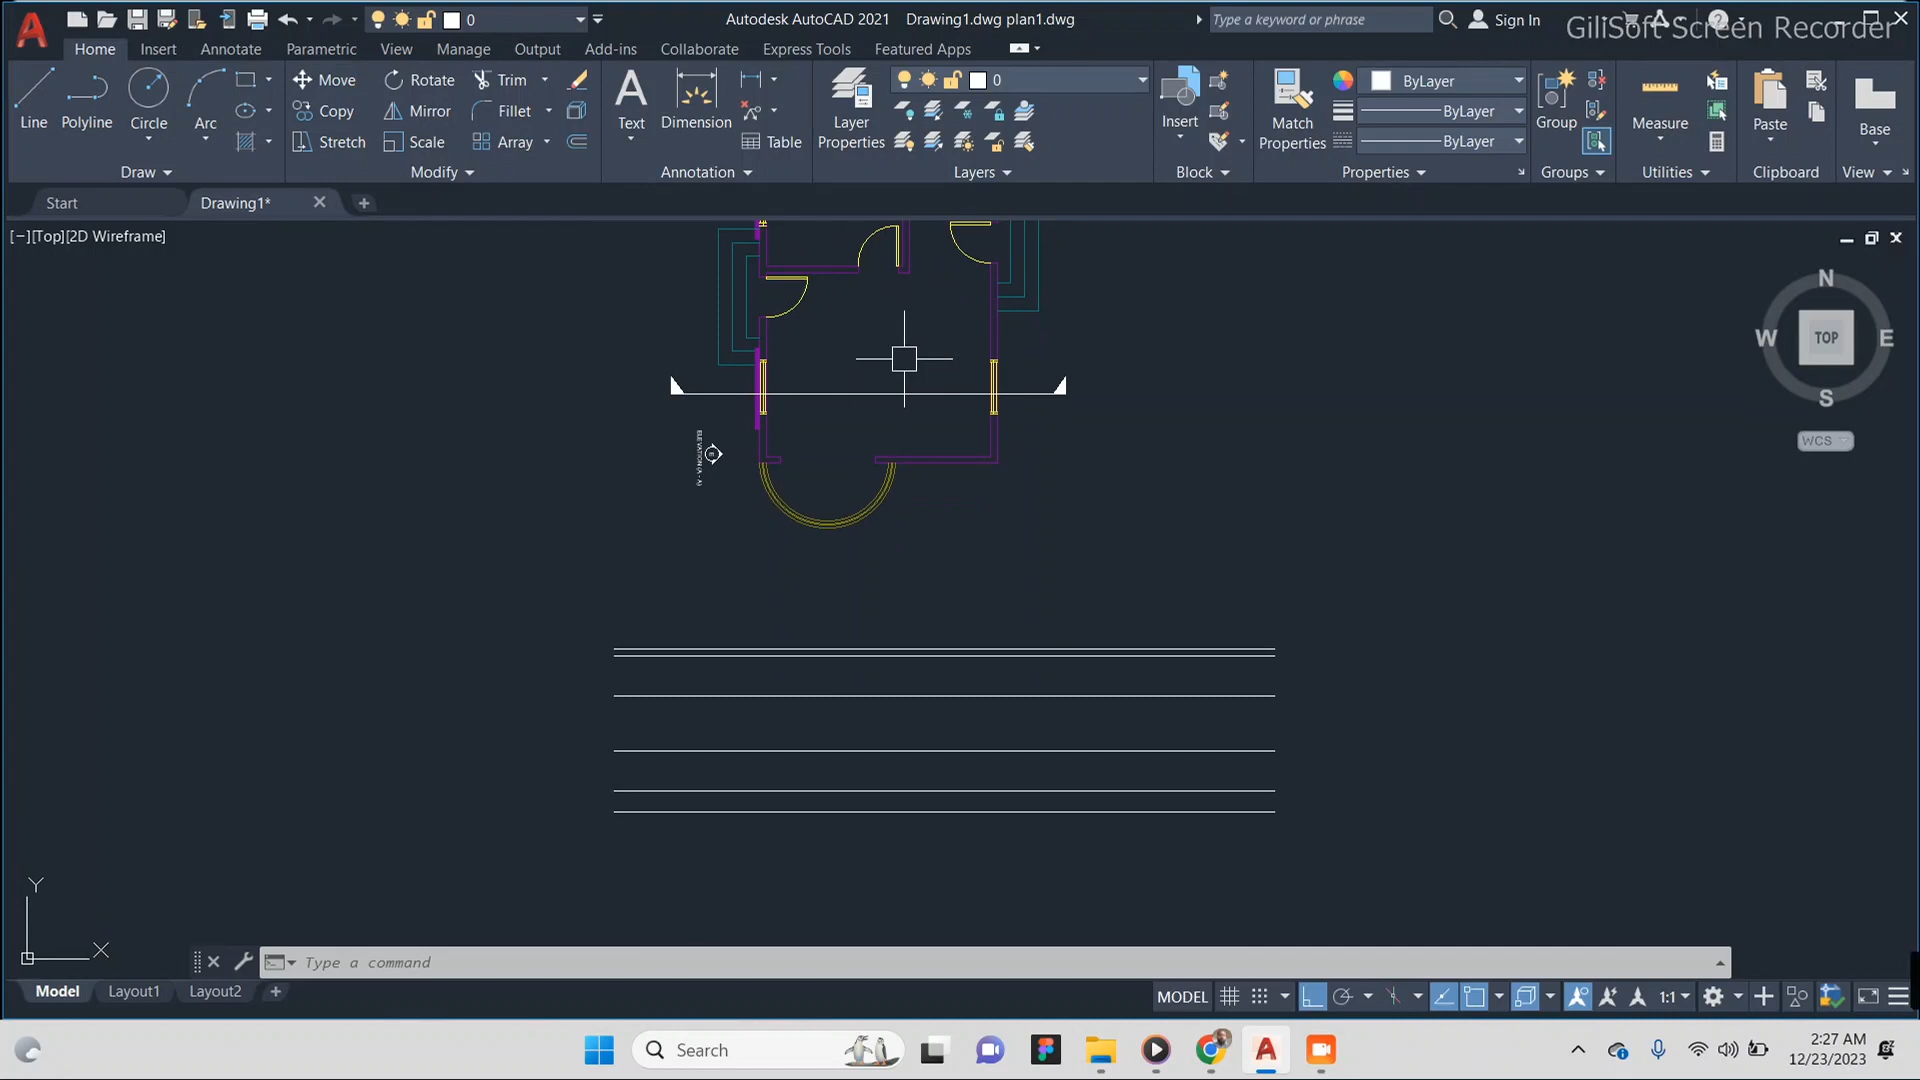 0
Autodesk AutoCAD 2021 Drawing1.dwg plan1.dwg
Type a keyword or phrase
Sign In
GiliSoft Screen Recorder
Home Insert Annotate Parametric View Manage Output Add-ins Collaborate Express Tools Featured Apps
Line Polyline Circle Arc
Move Rotate Trim
Copy Mirror Fillet
Stretch Scale Array
Text Dimension Table
Layer Properties
0
Insert
Match Properties
ByLayer
ByLayer
ByLayer
Group
Measure
Paste
Base
Draw Modify Annotation Layers Block Properties Groups Utilities Clipboard View
Start Drawing1*
[−][Top][2D Wireframe]
N
W TOP E
S
WCS
Y
X
Type a command
Model Layout1 Layout2
MODEL 1:1
Search
2:27 AM
12/23/2023